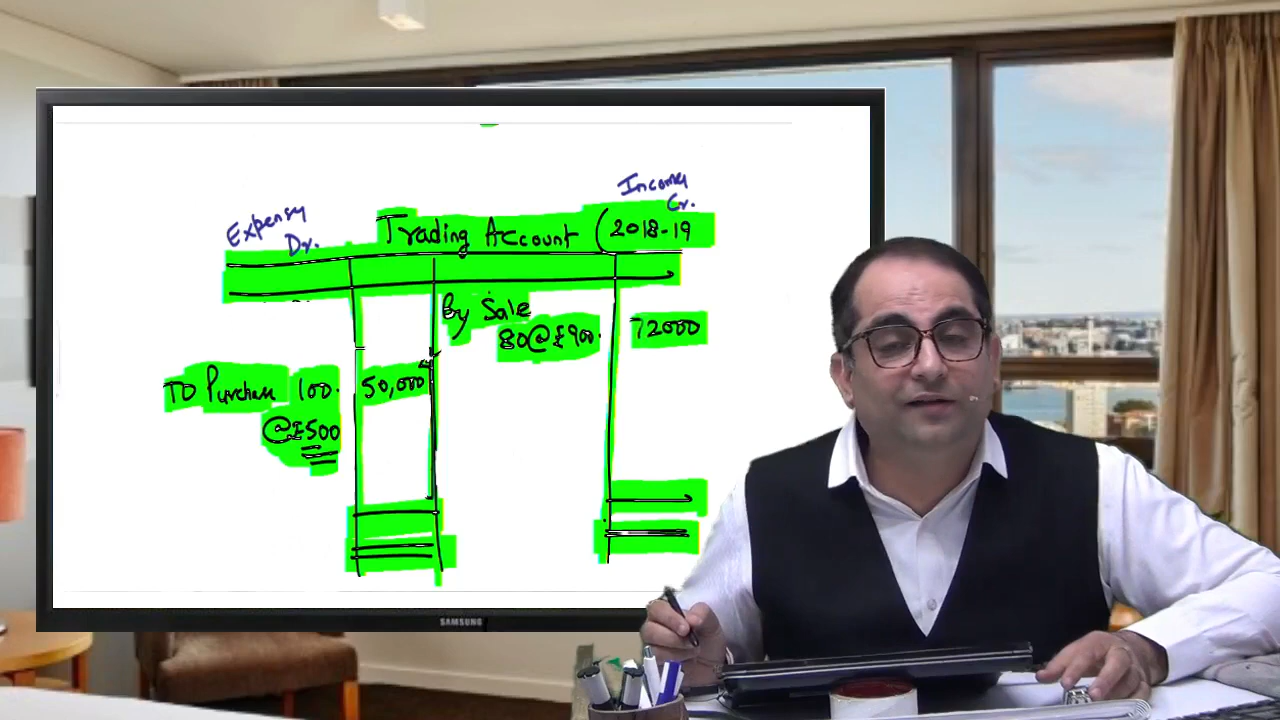 Income
Cr.
Expense
Dr.
Trading Account (2018-19
By Sale
80@£900.
72000
TO Purchase 100.
50,000
@£500
SAMSUNG